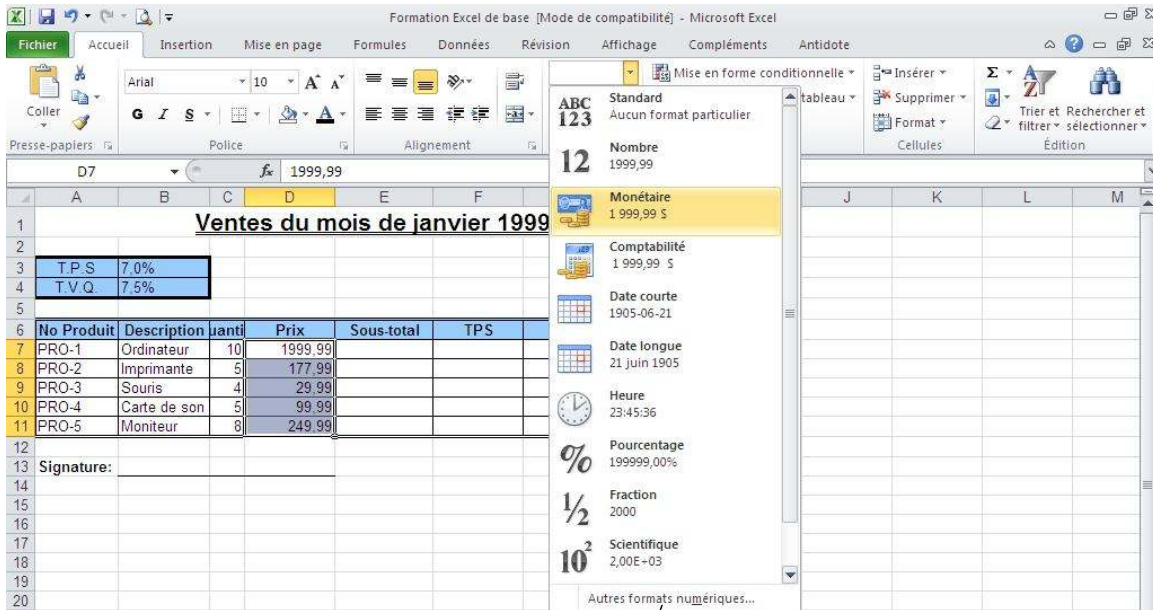 Formation Excel de base [Mode de compatibilité] - Microsoft Excel
Fichier Accueil Insertion Mise en page Formules Données Révision Affichage Compléments Antidote
Coller
Presse-papiers
Arial 10
G I S
Police
Alignement
Mise en forme conditionnelle
tableau
Insérer
Supprimer
Format
Cellules
Trier et filtrer
Rechercher et sélectionner
Édition
D7 fx 1999,99
ABC 123 Standard
Aucun format particulier
12 Nombre
1999,99
Monétaire
1 999,99 $
Comptabilité
1 999,99 $
Date courte
1905-06-21
Date longue
21 juin 1905
Heure
23:45:36
% Pourcentage
199999,00%
½ Fraction
2000
10² Scientifique
2,00E+03
Autres formats numériques...
A B C D E F J K L M
1 Ventes du mois de janvier 1999
2
3 T.P.S 7,0%
4 T.V.Q. 7,5%
5
6 No Produit Description uanti Prix Sous-total TPS
7 PRO-1 Ordinateur 10 1999,99
8 PRO-2 Imprimante 5 177,99
9 PRO-3 Souris 4 29,99
10 PRO-4 Carte de son 5 99,99
11 PRO-5 Moniteur 8 249,99
12
13 Signature:
14
15
16
17
18
19
20